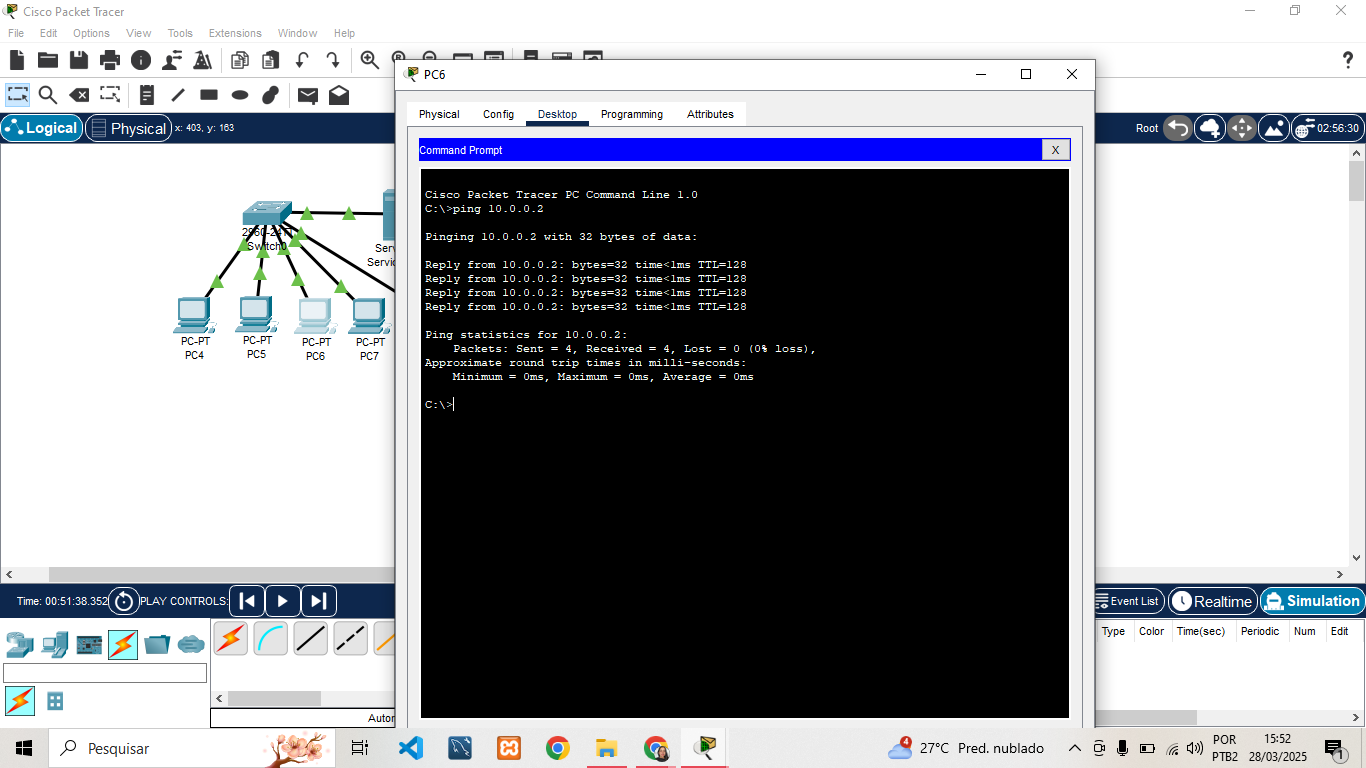 Cisco Packet Tracer
File Edit Options View Tools Extensions Window Help
PC6
Physical Config Desktop Programming Attributes
Logical Physical x: 403, y: 163
Root 02:56:30
Command Prompt X
Cisco Packet Tracer PC Command Line 1.0
C:\>ping 10.0.0.2
Pinging 10.0.0.2 with 32 bytes of data:
Reply from 10.0.0.2: bytes=32 time<1ms TTL=128
Reply from 10.0.0.2: bytes=32 time<1ms TTL=128
Reply from 10.0.0.2: bytes=32 time<1ms TTL=128
Reply from 10.0.0.2: bytes=32 time<1ms TTL=128
Ping statistics for 10.0.0.2:
Packets: Sent = 4, Received = 4, Lost = 0 (0% loss),
Approximate round trip times in milli-seconds:
Minimum = 0ms, Maximum = 0ms, Average = 0ms
C:\>
Switch0
Serv
Servic
PC-PT PC-PT PC-PT PC-PT
PC4 PC5 PC6 PC7
Time: 00:51:38.352 PLAY CONTROLS:
Event List Realtime Simulation
Type Color Time(sec) Periodic Num Edit
Autor
Pesquisar
27°C Pred. nublado
4
POR
PTB2
15:52
28/03/2025
1